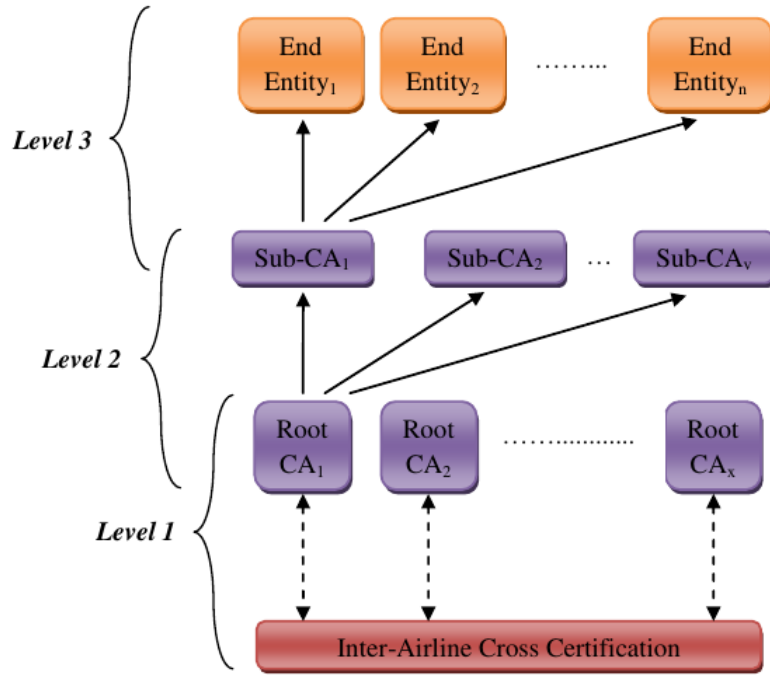 End
Entity₁
End
Entity₂
………...
End
Entityₙ
Level 3
Sub-CA₁
Sub-CA₂
…
Sub-CAᵥ
Level 2
Root
CA₁
Root
CA₂
……............
Root
CAₓ
Level 1
Inter-Airline Cross Certification